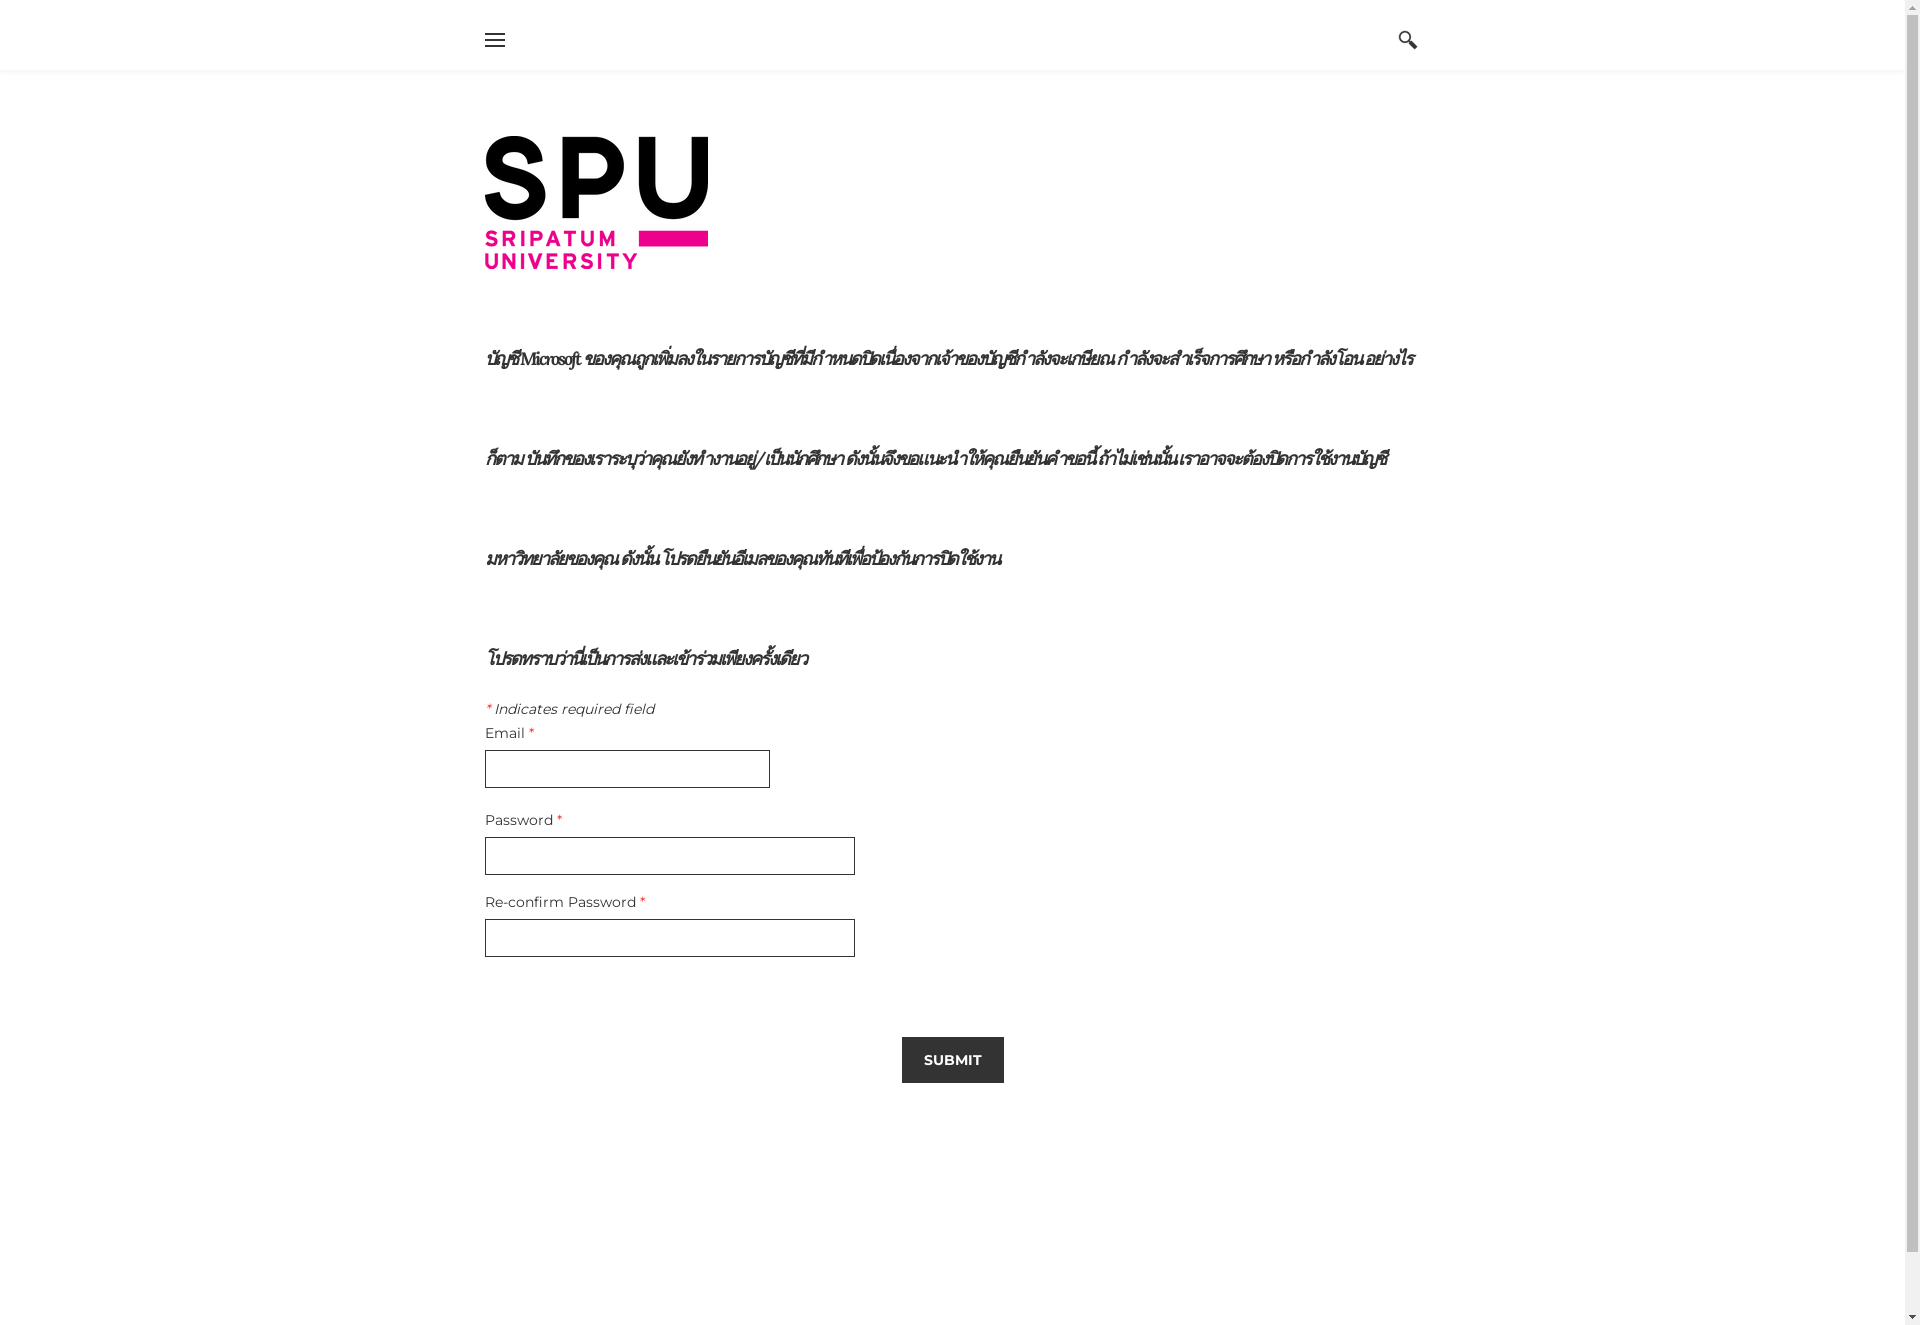 SPU
SRIPATUM
UNIVERSITY
บัญชี Microsoft ของคุณถูกเพิ่มลงในรายการบัญชีที่มีกำหนดปิดเนื่องจากเจ้าของบัญชีกำลังจะเกษียณ กำลังจะสำเร็จการศึกษา หรือกำลังโอน อย่างไร
ก็ตาม บันทึกของเราระบุว่าคุณยังทำงานอยู่/เป็นนักศึกษา ดังนั้นจึงขอแนะนำให้คุณยืนยันคำขอนี้ ถ้าไม่เช่นนั้น เราอาจจะต้องปิดการใช้งานบัญชี
มหาวิทยาลัยของคุณ ดังนั้น โปรดยืนยันอีเมลของคุณทันทีเพื่อป้องกันการปิดใช้งาน
โปรดทราบว่านี่เป็นการส่งและเข้าร่วมเพียงครั้งเดียว
* Indicates required field
Email *
Password *
Re-confirm Password *
SUBMIT